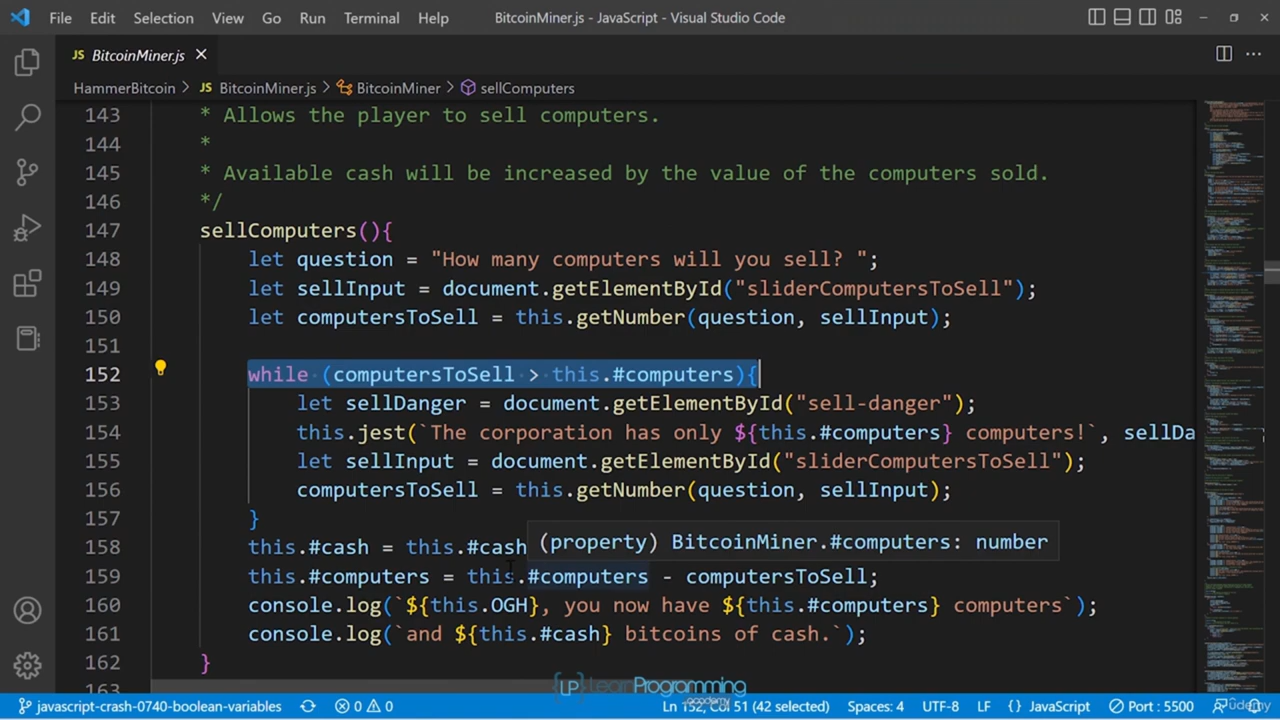 File Edit Selection View Go Run Terminal Help BitcoinMiner.js - JavaScript - Visual Studio Code
JS BitcoinMiner.js
HammerBitcoin > JS BitcoinMiner.js > BitcoinMiner > sellComputers
143 * Allows the player to sell computers.
144 *
145 * Available cash will be increased by the value of the computers sold.
146 */
147 sellComputers(){
148 let question = "How many computers will you sell? ";
149 let sellInput = document.getElementById("sliderComputersToSell");
150 let computersToSell = this.getNumber(question, sellInput);
151
152 while (computersToSell > this.#computers){
153 let sellDanger = document.getElementById("sell-danger");
154 this.jest(`The corporation has only ${this.#computers} computers!`, sellDa
155 let sellInput = document.getElementById("sliderComputersToSell");
156 computersToSell = this.getNumber(question, sellInput);
157 }
158 this.#cash = this.#cash (property) BitcoinMiner.#computers: number
159 this.#computers = this.#computers - computersToSell;
160 console.log(`${this.OGH}, you now have ${this.#computers} computers`);
161 console.log(`and ${this.#cash} bitcoins of cash.`);
162 }
163
LP LearnProgramming academy
javascript-crash-0740-boolean-variables 0 0 Ln 152, Col 51 (42 selected) Spaces: 4 UTF-8 LF {} JavaScript Port : 5500 Udemy